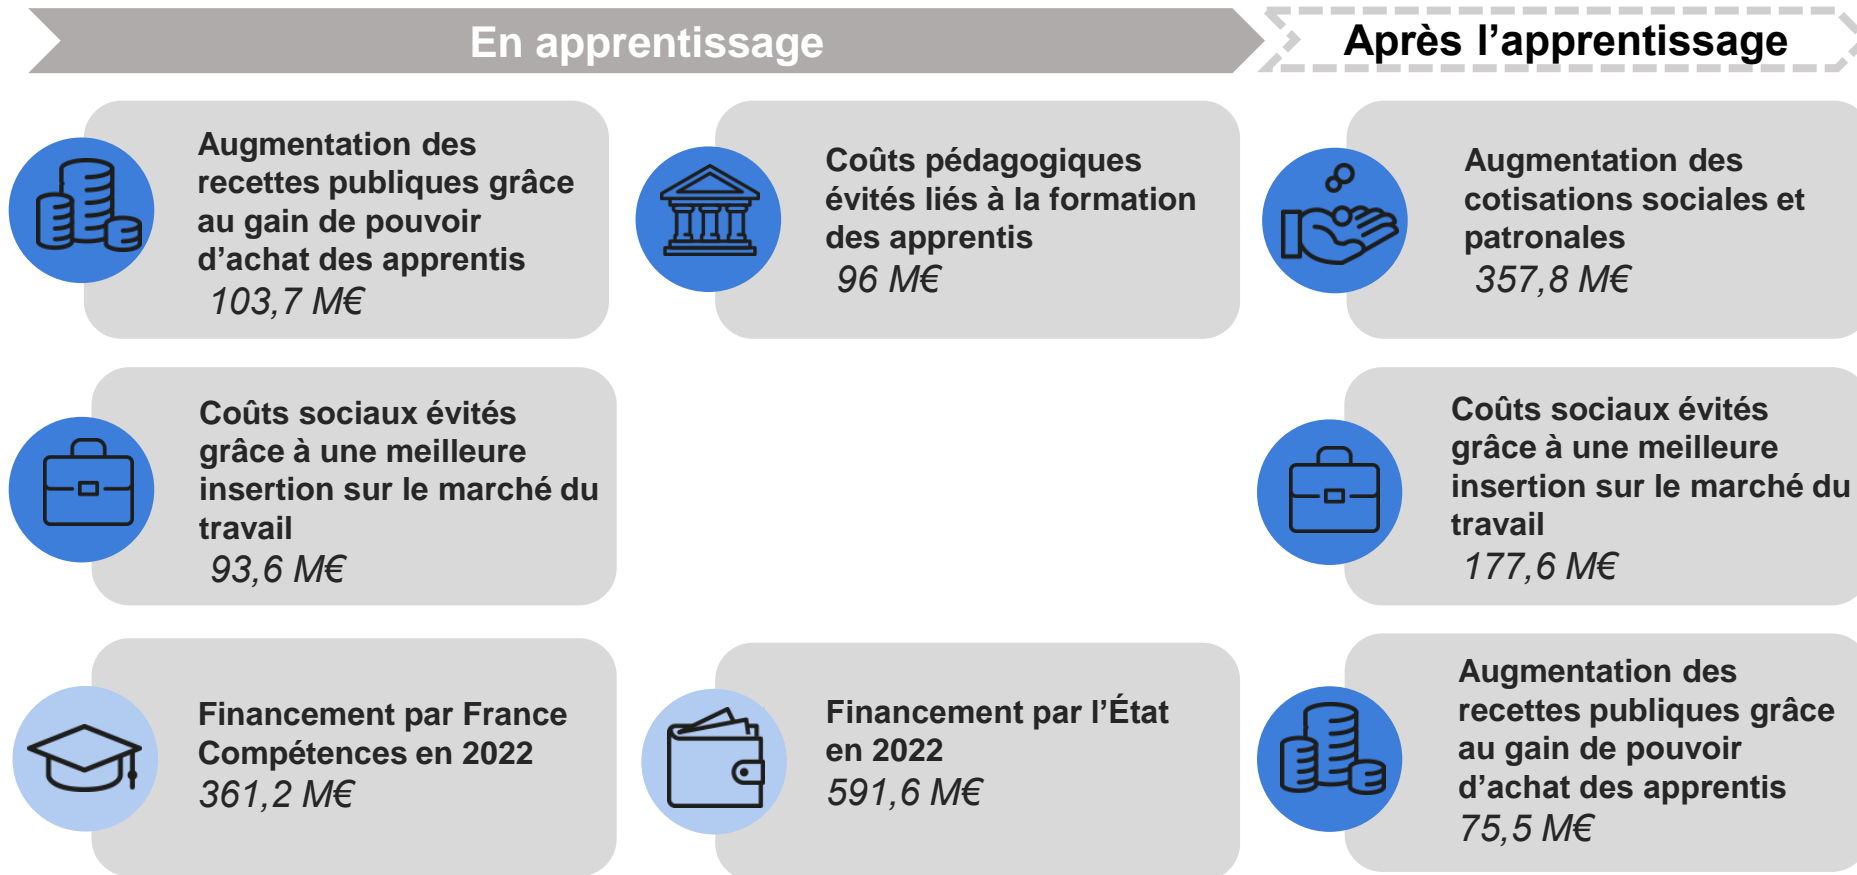 En apprentissage
Après l’apprentissage
Augmentation des
recettes publiques grâce
au gain de pouvoir
d’achat des apprentis
103,7 M€
Coûts pédagogiques
évités liés à la formation
des apprentis
96 M€
Augmentation des
cotisations sociales et
patronales
357,8 M€
Coûts sociaux évités
grâce à une meilleure
insertion sur le marché du
travail
93,6 M€
Coûts sociaux évités
grâce à une meilleure
insertion sur le marché du
travail
177,6 M€
Financement par France
Compétences en 2022
361,2 M€
Financement par l’État
en 2022
591,6 M€
Augmentation des
recettes publiques grâce
au gain de pouvoir
d’achat des apprentis
75,5 M€